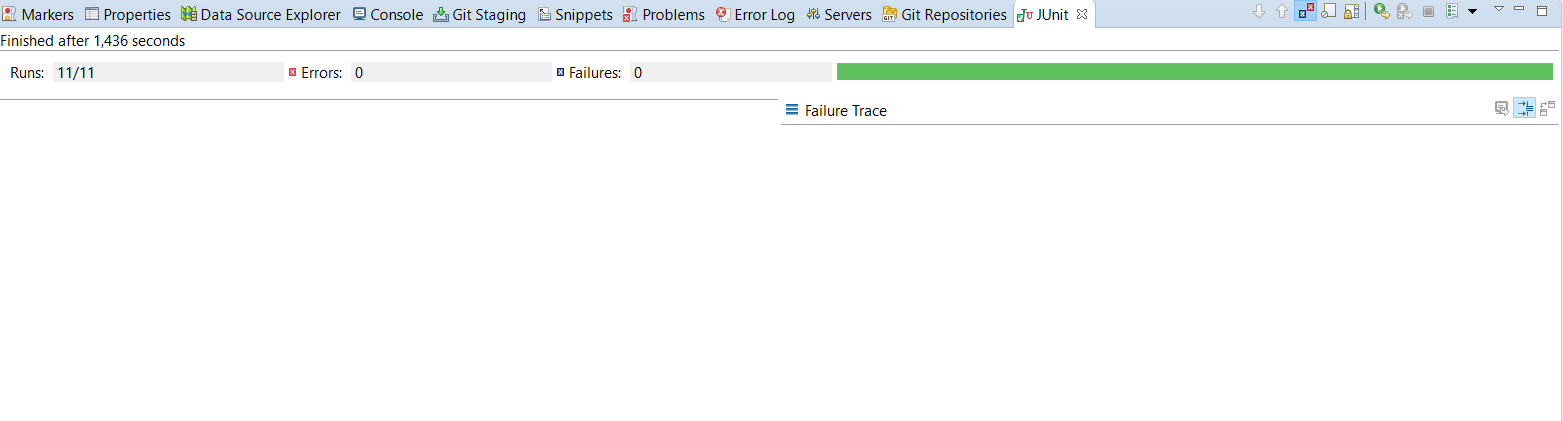 Markers Properties Data Source Explorer Console Git Staging Snippets Problems Error Log Servers Git Repositories JUnit
Finished after 1,436 seconds
Runs: 11/11 Errors: 0 Failures: 0
Failure Trace